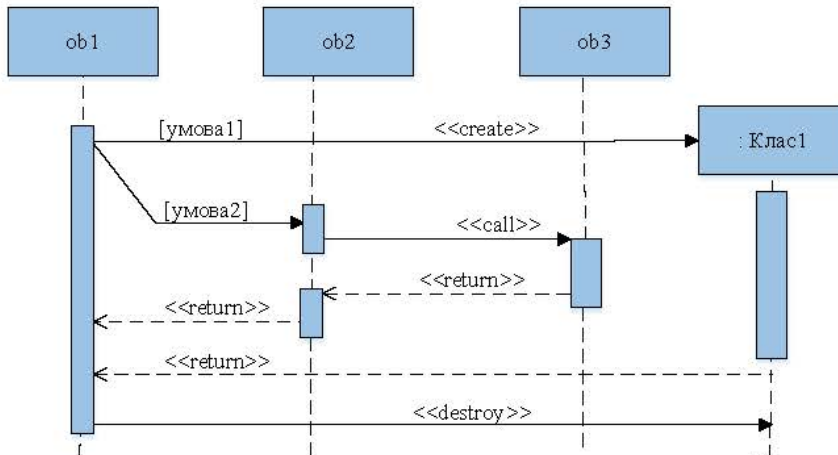 ob1
ob2
ob3
[умова1]
<<create>>
: Клас1
[умова2]
<<call>>
<<return>>
<<return>>
<<return>>
<<destroy>>